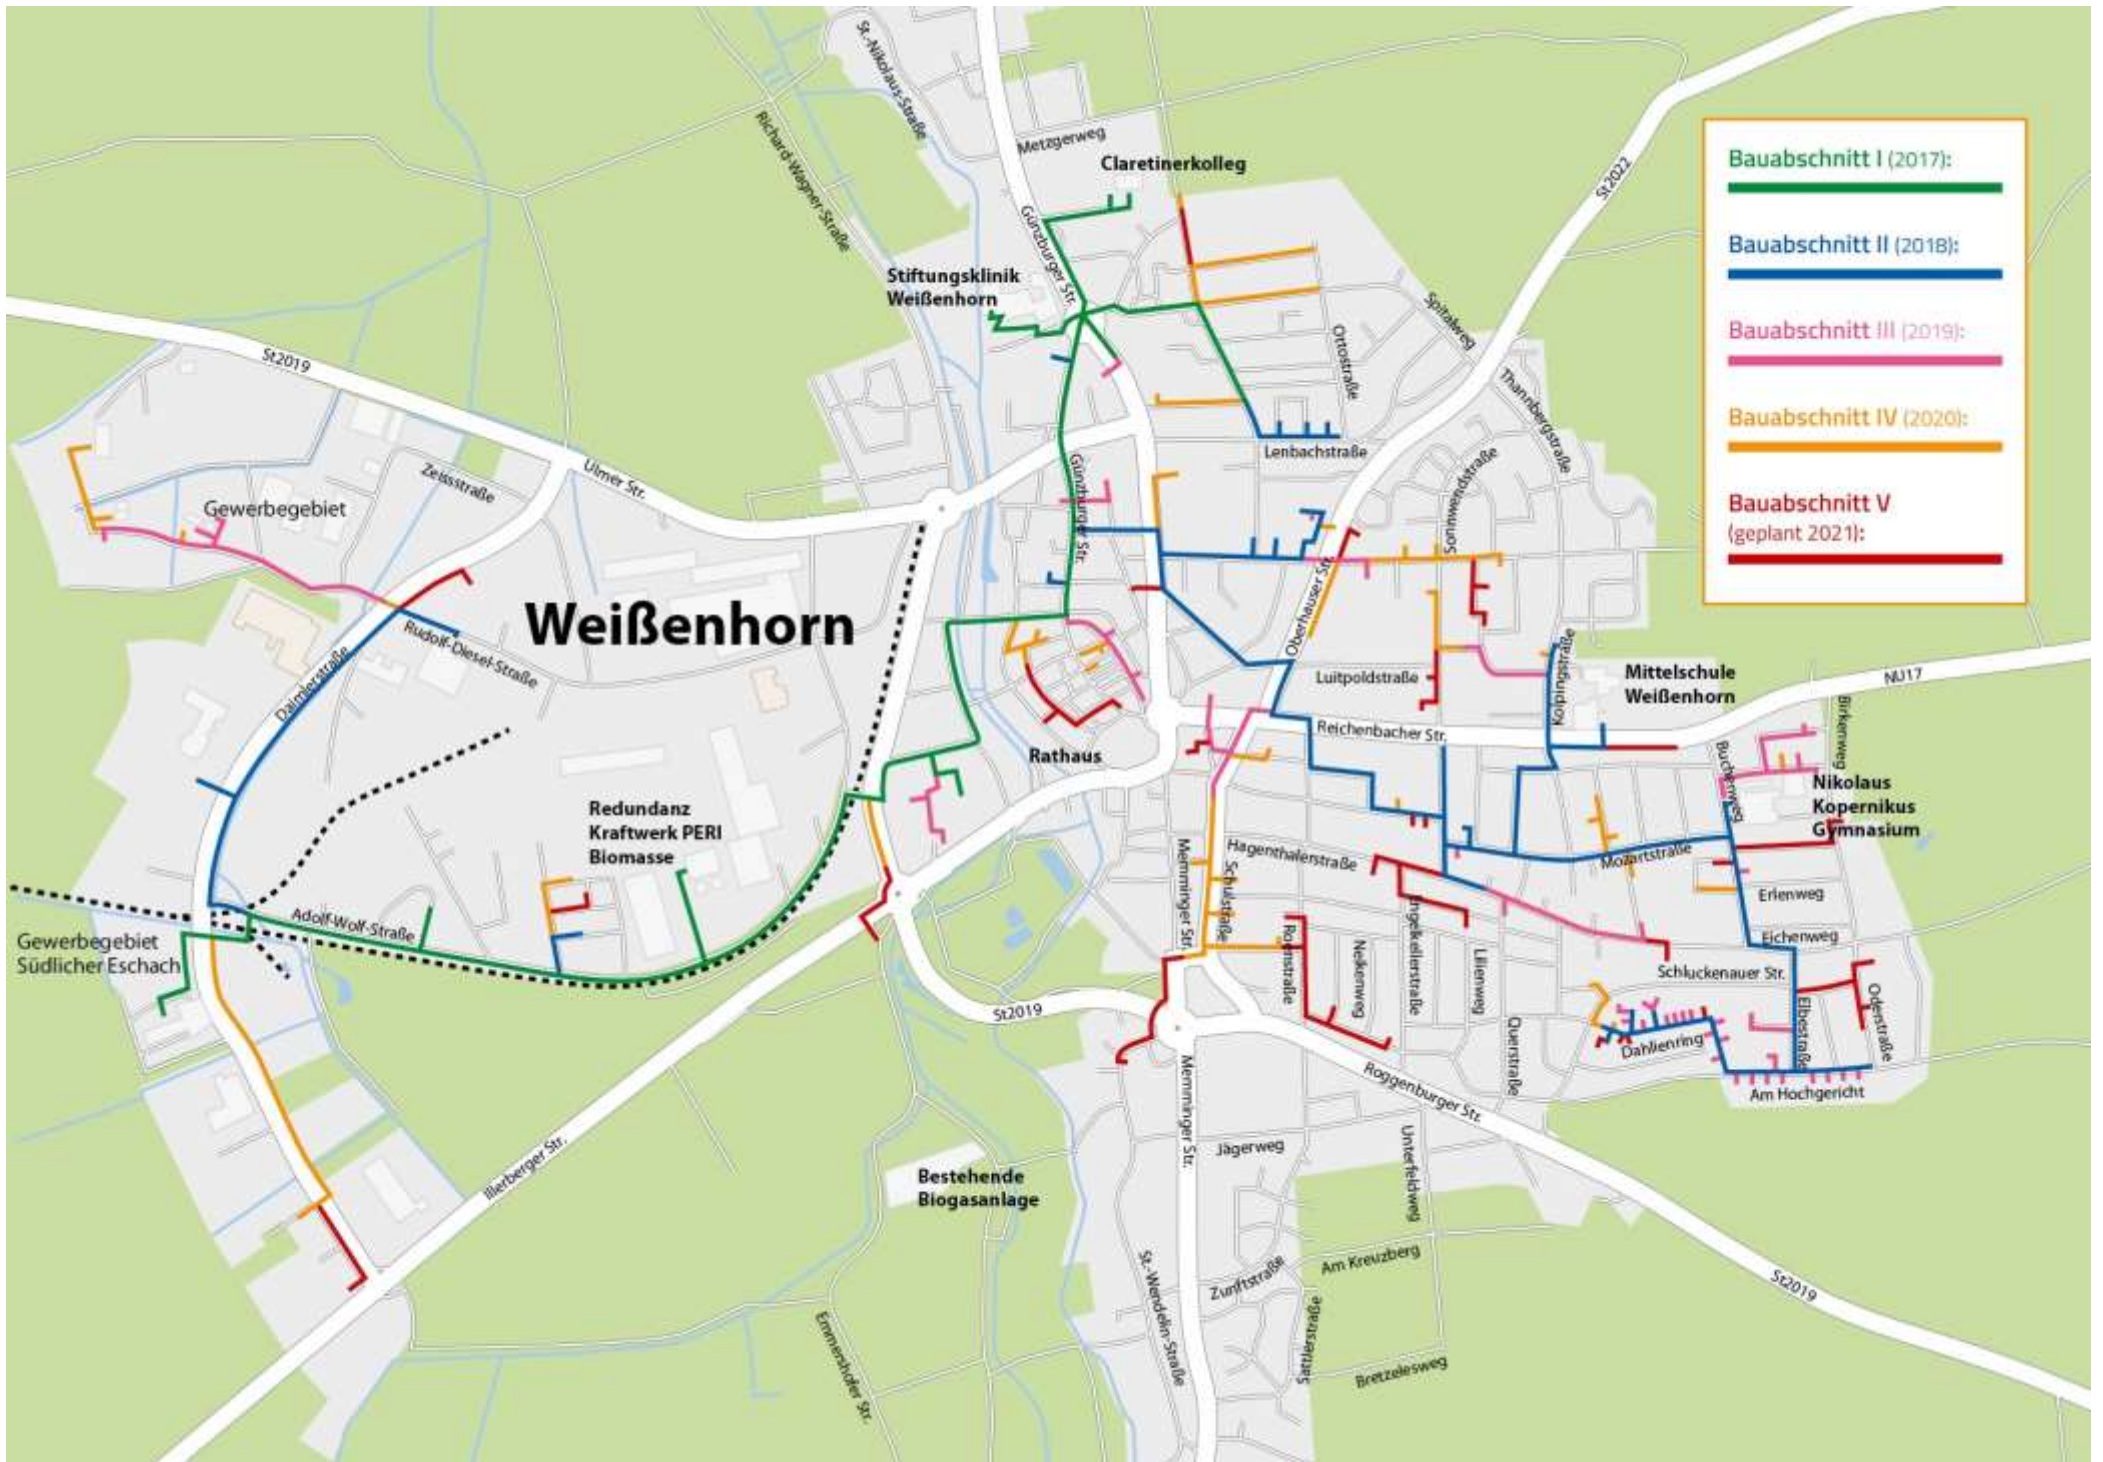 St.-Nikolaus-Straße
Metzgerweg
Claretinerkolleg
Richard-Wagner-Straße
St2022
Bauabschnitt I (2017):
Bauabschnitt II (2018):
Bauabschnitt III (2019):
Bauabschnitt IV (2020):
Bauabschnitt V
(geplant 2021):
Günzburger Str.
Stiftungsklinik
Weißenhorn
Spitalweg
Ottostraße
Thannbergstraße
St2019
Zeissstraße
Ulmer Str.
Gewerbegebiet
Günzburger Str.
Lenbachstraße
Sonnwendstraße
Weißenhorn
Rudolf-Diesel-Straße
Daimlerstraße
Oberhauser Str.
Luitpoldstraße
Kolpingstraße
Mittelschule
Weißenhorn
NU17
Birkenweg
Reichenbacher Str.
Rathaus
Buchenweg
Nikolaus
Kopernikus
Gymnasium
Redundanz
Kraftwerk PERI
Biomasse
Memminger Str.
Schulstraße
Hagenthalerstraße
Mozartstraße
Erlenweg
Eichenweg
Adolf-Wolf-Straße
Gewerbegebiet
Südlicher Eschach
Nelkenweg
Engelkellerstraße
Lilienweg
Querstraße
Schluckenauer Str.
Elbestraße
Oderstraße
Dahlienring
Am Hochgericht
St2019
Roggenburger Str.
Memminger Str.
Jägerweg
Unterfeldweg
Illerberger Str.
Bestehende
Biogasanlage
St.-Wendelin-Straße
Zunftstraße
Am Kreuzberg
Sattlerstraße
Bretzelesweg
Emmershofer Str.
St2019